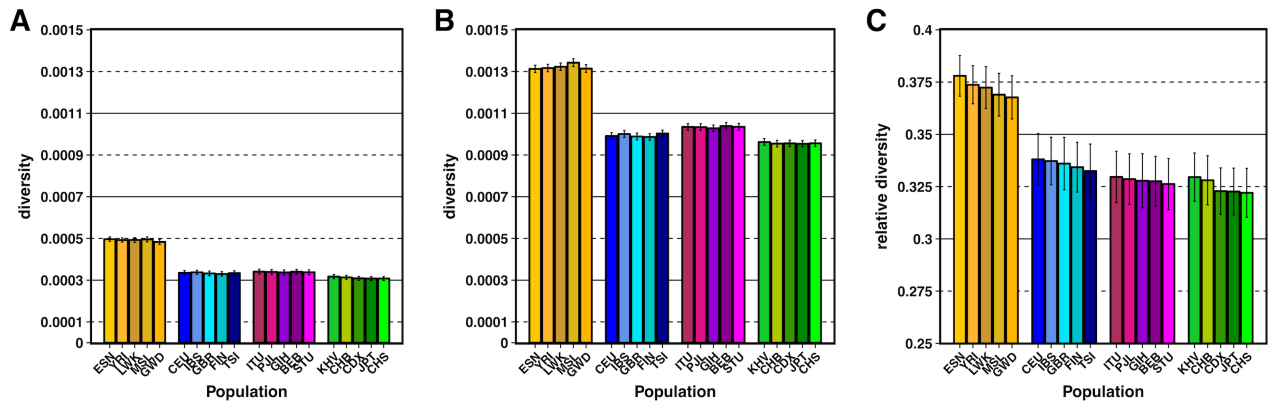 A
0.0015
0.0013
0.0011
0.0009
0.0007
0.0005
0.0003
0.0001
0
diversity
ESN YRI LWK MSL GWD CEU IBS GBR FIN TSI ITU PJL GIH BEB STU KHV CHB CDX JPT CHS
Population
B
0.0015
0.0013
0.0011
0.0009
0.0007
0.0005
0.0003
0.0001
0
diversity
ESN YRI LWK MSL GWD CEU IBS GBR FIN TSI ITU PJL GIH BEB STU KHV CHB CDX JPT CHS
Population
C
0.4
0.375
0.35
0.325
0.3
0.275
0.25
relative diversity
ESN YRI LWK MSL GWD CEU IBS GBR FIN TSI ITU PJL GIH BEB STU KHV CHB CDX JPT CHS
Population